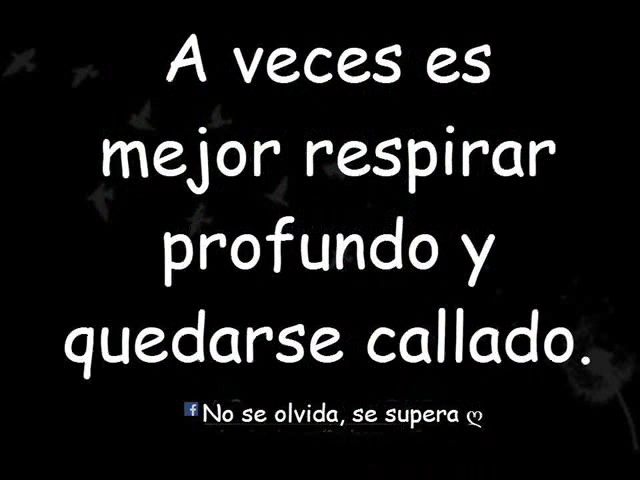 A veces es
mejor respirar
profundo y
quedarse callado.
No se olvida, se supera ღ